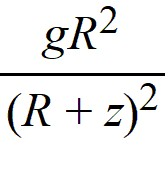 gR²
(R + z)²